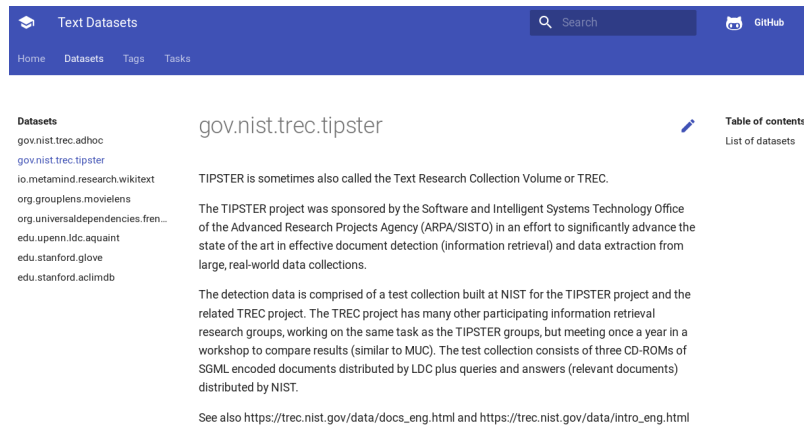 Text Datasets
Search
GitHub
Home Datasets Tags Tasks
Datasets
gov.nist.trec.adhoc
gov.nist.trec.tipster
io.metamind.research.wikitext
org.grouplens.movielens
org.universaldependencies.fren...
edu.upenn.ldc.aquaint
edu.stanford.glove
edu.stanford.aclimdb
gov.nist.trec.tipster
TIPSTER is sometimes also called the Text Research Collection Volume or TREC.
The TIPSTER project was sponsored by the Software and Intelligent Systems Technology Office
of the Advanced Research Projects Agency (ARPA/SISTO) in an effort to significantly advance the
state of the art in effective document detection (information retrieval) and data extraction from
large, real-world data collections.
The detection data is comprised of a test collection built at NIST for the TIPSTER project and the
related TREC project. The TREC project has many other participating information retrieval
research groups, working on the same task as the TIPSTER groups, but meeting once a year in a
workshop to compare results (similar to MUC). The test collection consists of three CD-ROMs of
SGML encoded documents distributed by LDC plus queries and answers (relevant documents)
distributed by NIST.
See also https://trec.nist.gov/data/docs_eng.html and https://trec.nist.gov/data/intro_eng.html
Table of contents
List of datasets